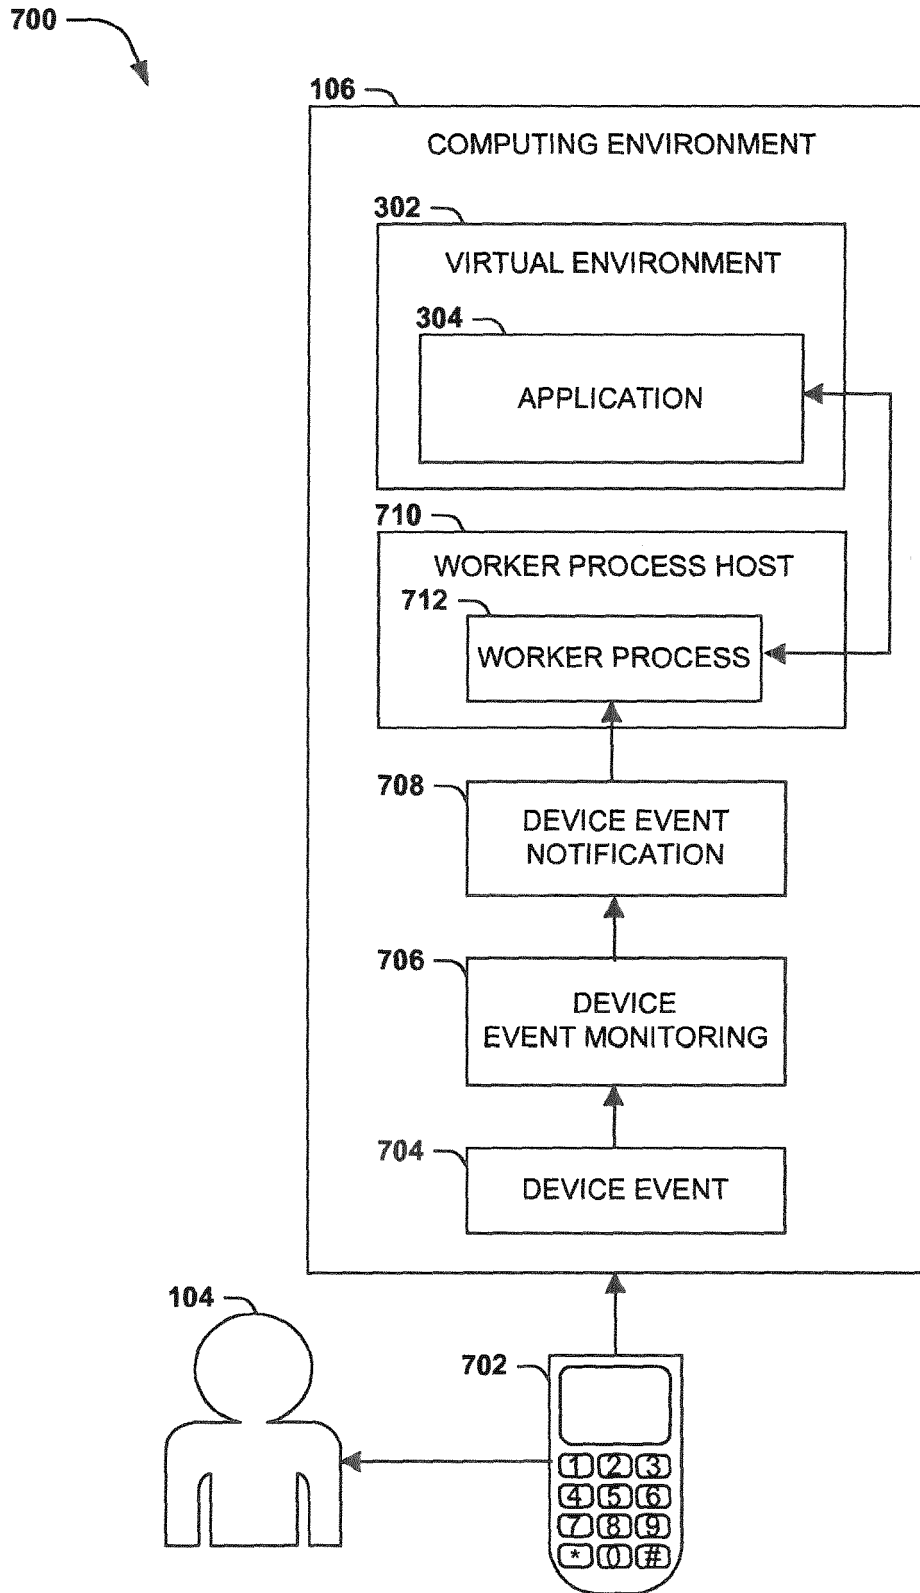 700
106
COMPUTING ENVIRONMENT
302
VIRTUAL ENVIRONMENT
304
APPLICATION
710
WORKER PROCESS HOST
712
WORKER PROCESS
708
DEVICE EVENT
NOTIFICATION
706
DEVICE
EVENT MONITORING
704
DEVICE EVENT
104
702
1 2 3
4 5 6
7 8 9
* 0 #